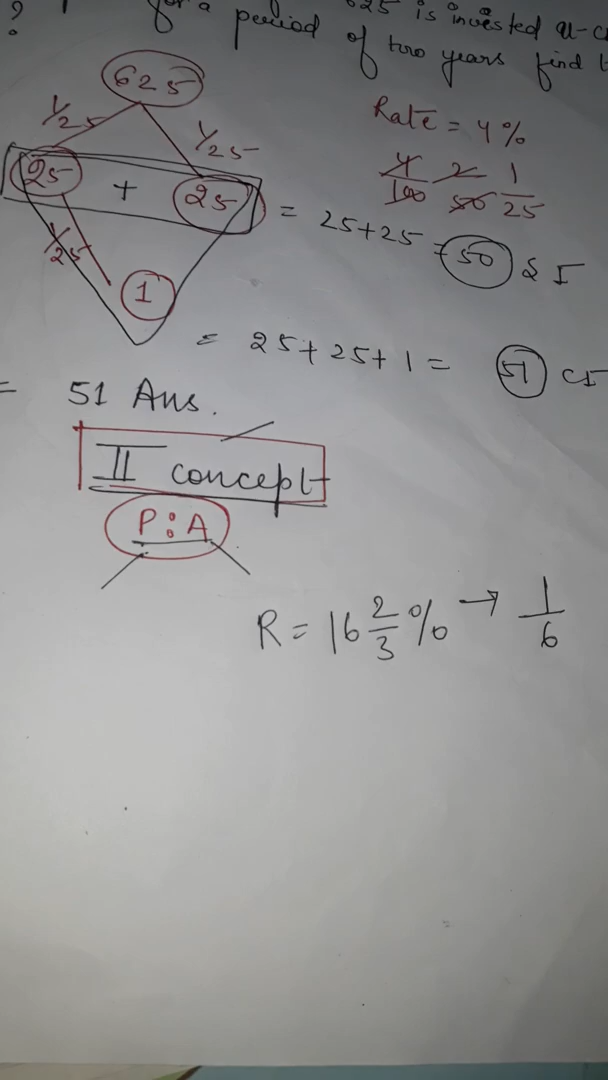 ?
for a period 625 is invested
of two years find
625
1/25 1/25
Rate = 4%
4/100 2/50 1/25
25 + 25 = 25+25 = 50 S I
1/25
1
= 25+25+1 = 51 CI
= 51 Ans.
II concept
P:A
R = 16 2/3 % → 1/6